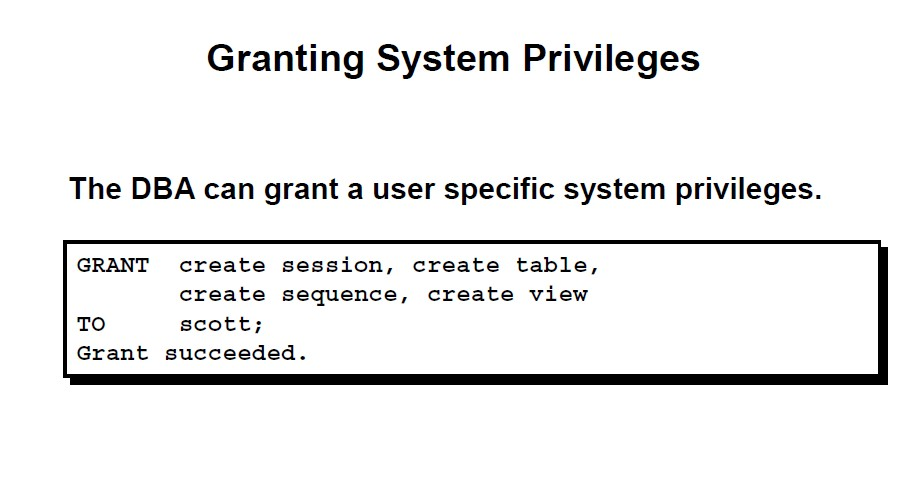 Granting System Privileges
The DBA can grant a user specific system privileges.
GRANT  create session, create table,
       create sequence, create view
TO     scott;
Grant succeeded.